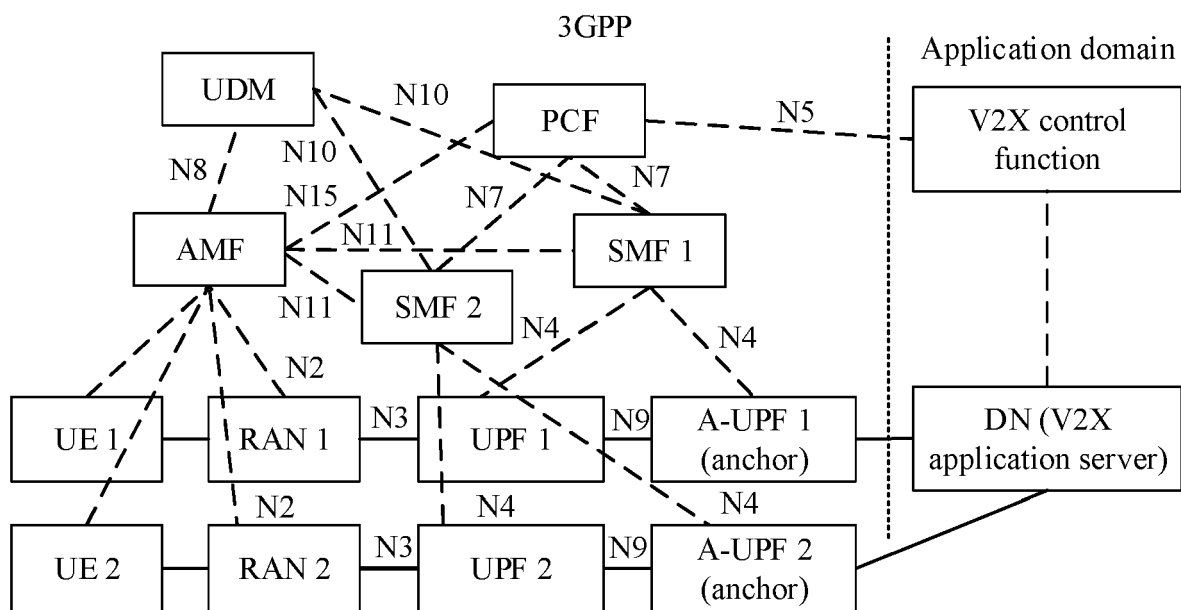 3GPP
Application domain
UDM
N10
PCF
N5
V2X control
function
N8
N10
N15
N7
N7
AMF
N11
SMF 1
N11
SMF 2
N4
N4
N2
UE 1
RAN 1
N3
UPF 1
N9
A-UPF 1
(anchor)
DN (V2X
application server)
N2
N4
N4
UE 2
RAN 2
N3
UPF 2
N9
A-UPF 2
(anchor)